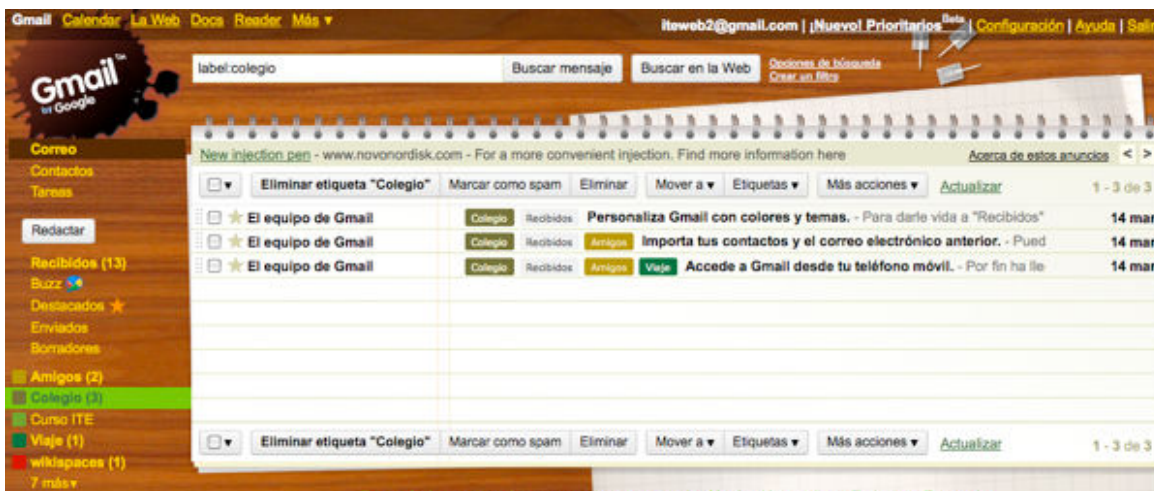 Gmail Calendar La Web Docs Reader Más ▼
iteweb2@gmail.com | ¡Nuevo! Prioritarios Beta | Configuración | Ayuda | Salir
Gmail™
by Google
label:colegio Buscar mensaje Buscar en la Web Opciones de búsqueda
Crear un filtro
Correo
Contactos
Tareas
Redactar
Recibidos (13)
Buzz
Destacados
Enviados
Borradores
Amigos (2)
Colegio (3)
Curso ITE
Viaje (1)
wikispaces (1)
7 más▼
New injection pen - www.novonordisk.com - For a more convenient injection. Find more information here Acerca de estos anuncios < >
▼ Eliminar etiqueta "Colegio" Marcar como spam Eliminar Mover a ▼ Etiquetas ▼ Más acciones ▼ Actualizar 1 - 3 de 3
El equipo de Gmail Colegio Recibidos Personaliza Gmail con colores y temas. - Para darle vida a "Recibidos" 14 mar
El equipo de Gmail Colegio Recibidos Amigos Importa tus contactos y el correo electrónico anterior. - Pued 14 mar
El equipo de Gmail Colegio Recibidos Amigos Viaje Accede a Gmail desde tu teléfono móvil. - Por fin ha lle 14 mar
▼ Eliminar etiqueta "Colegio" Marcar como spam Eliminar Mover a ▼ Etiquetas ▼ Más acciones ▼ Actualizar 1 - 3 de 3